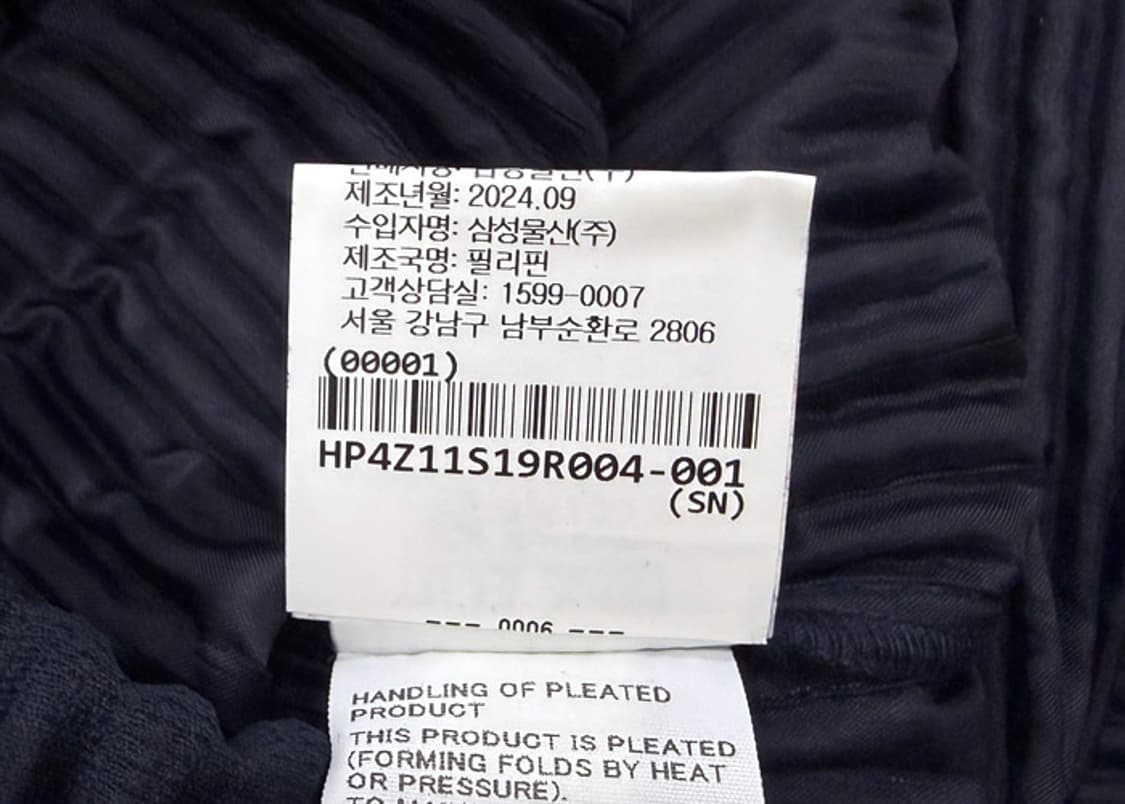 제조년월: 2024.09
수입자명: 삼성물산(주)
제조국명: 필리핀
고객상담실: 1599-0007
서울 강남구 남부순환로 2806
(00001)
HP4Z11S19R004-001
(SN)
--- 0006 ---
HANDLING OF PLEATED
PRODUCT
THIS PRODUCT IS PLEATED
(FORMING FOLDS BY HEAT
OR PRESSURE).